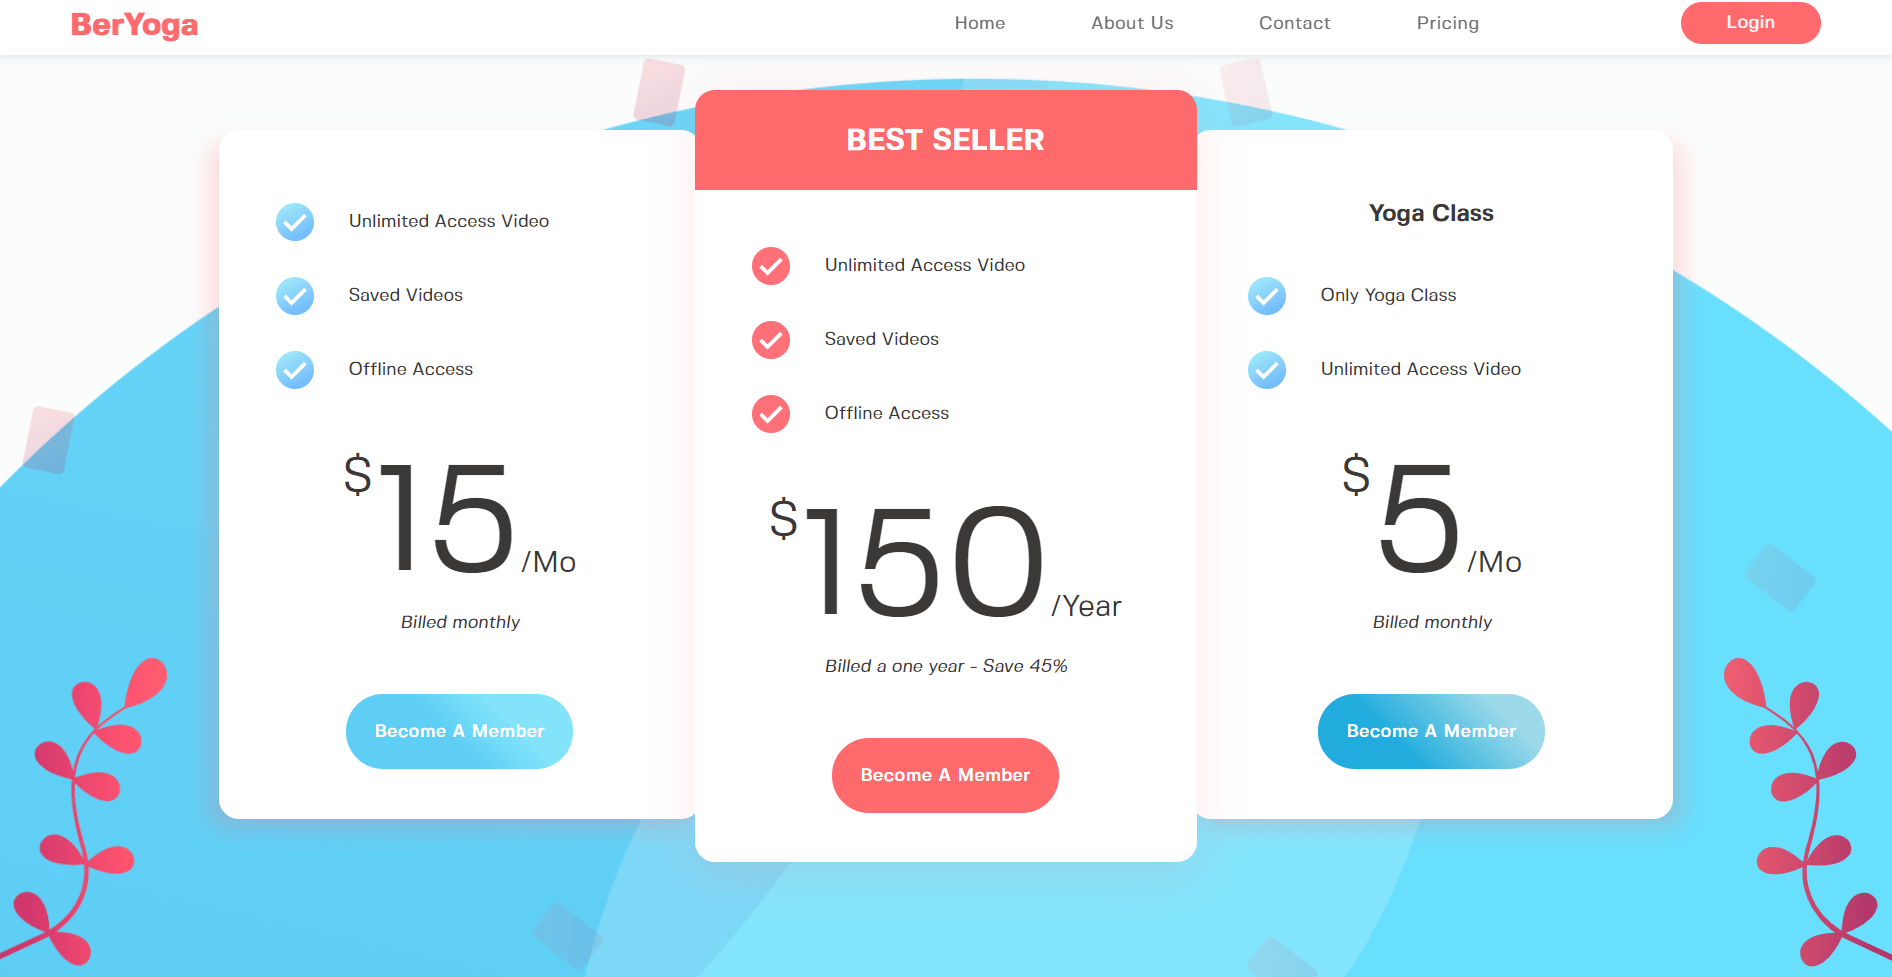 BerYoga
Home
About Us
Contact
Pricing
Login
Unlimited Access Video
Saved Videos
Offline Access
$15/Mo
Billed monthly
Become A Member
BEST SELLER
Unlimited Access Video
Saved Videos
Offline Access
$150/Year
Billed a one year - Save 45%
Become A Member
Yoga Class
Only Yoga Class
Unlimited Access Video
$5/Mo
Billed monthly
Become A Member